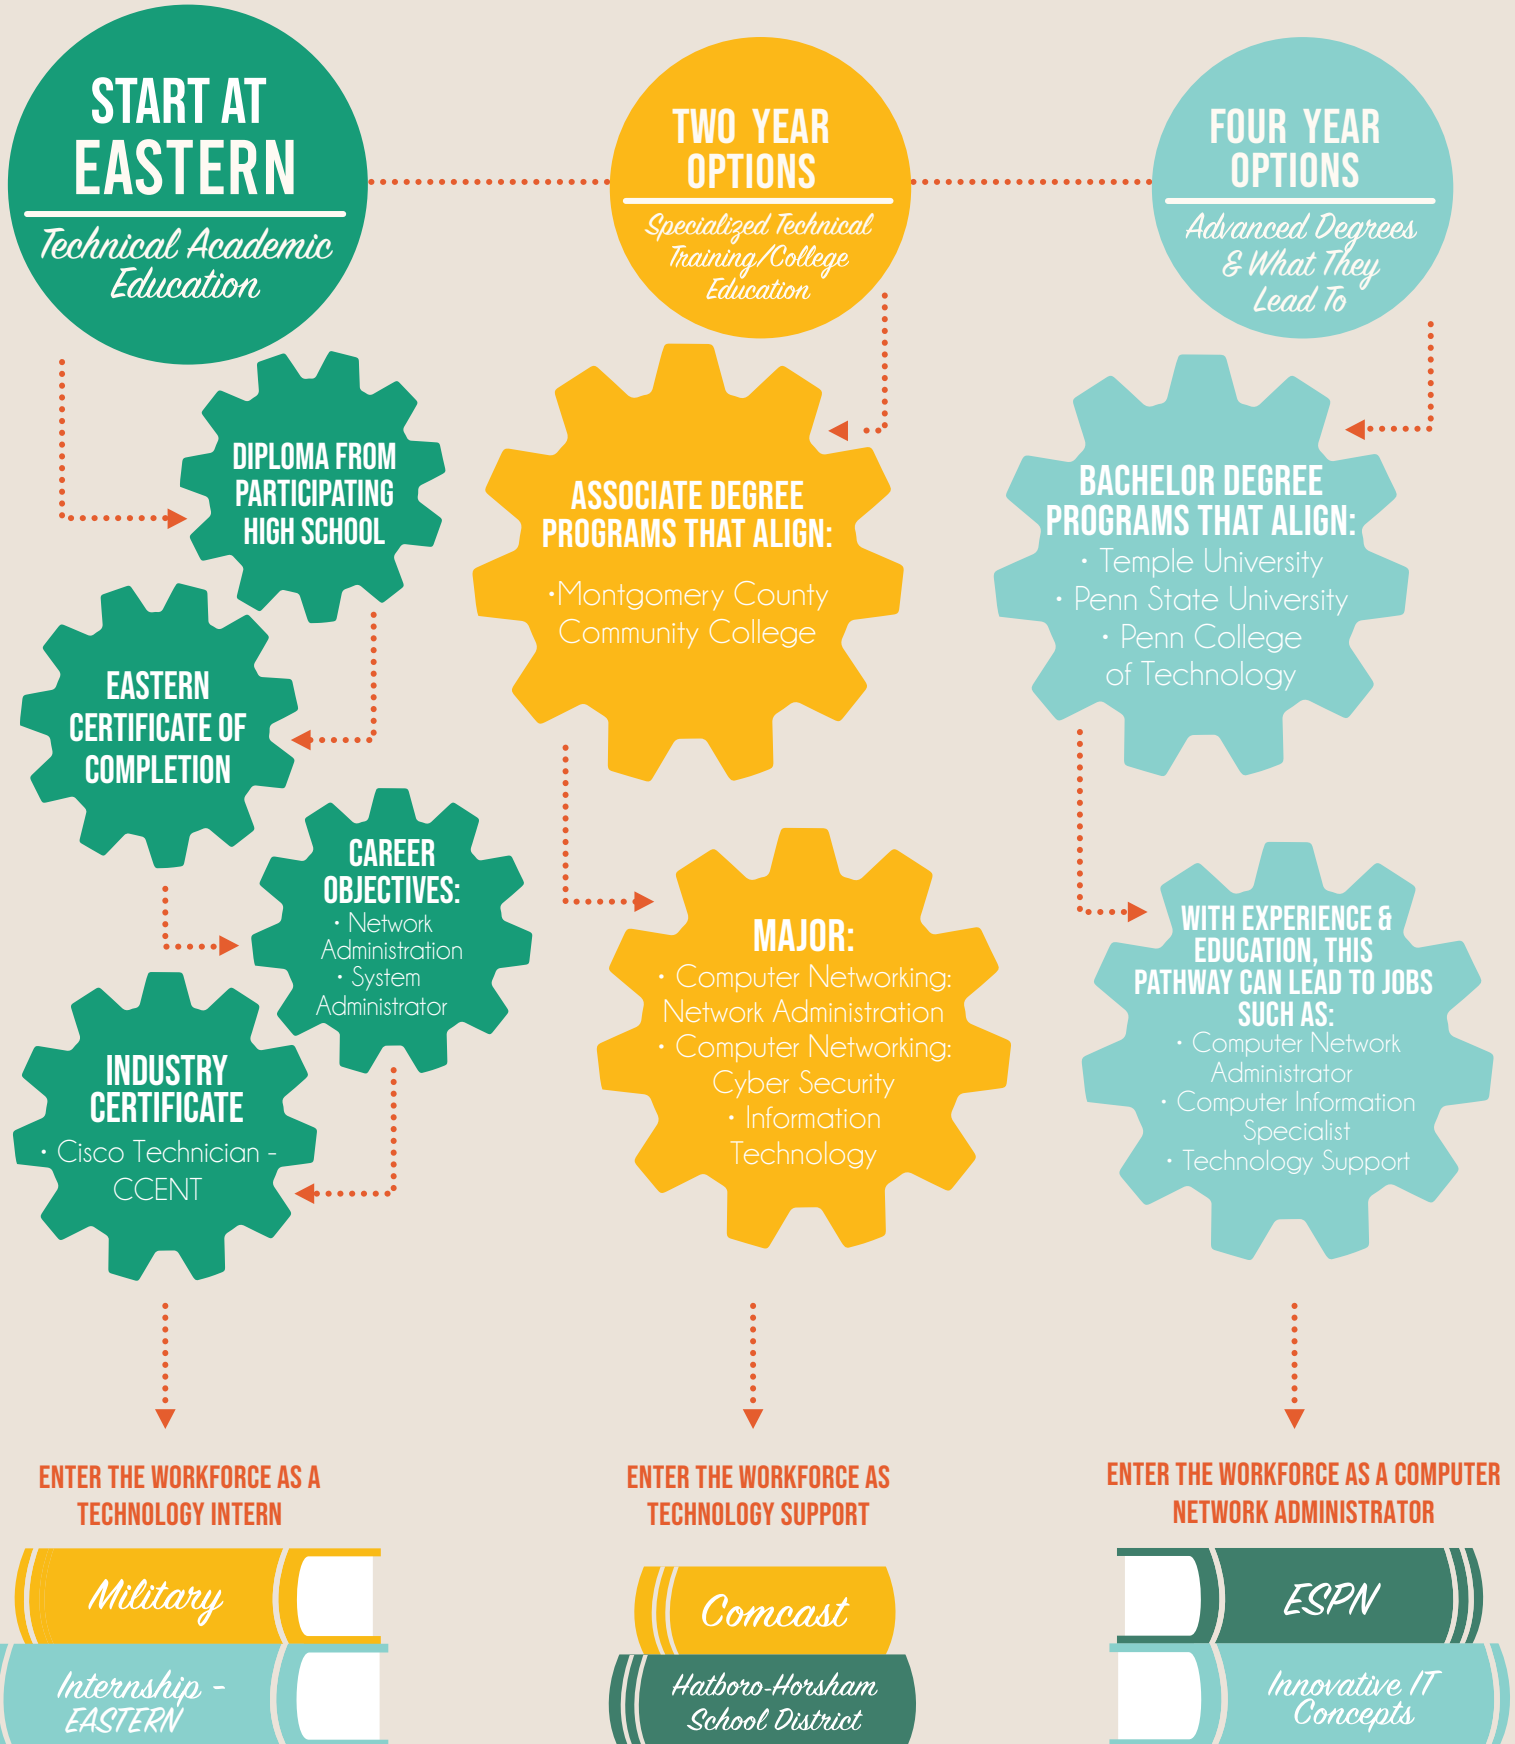 START AT
EASTERN
Technical Academic
Education
DIPLOMA FROM
PARTICIPATING
HIGH SCHOOL
EASTERN
CERTIFICATE OF
COMPLETION
CAREER
OBJECTIVES:
• Network
Administration
• System
Administrator
INDUSTRY
CERTIFICATE
• Cisco Technician -
CCENT
ENTER THE WORKFORCE AS A
TECHNOLOGY INTERN
Military
Internship -
EASTERN
TWO YEAR
OPTIONS
Specialized Technical
Training/College
Education
ASSOCIATE DEGREE
PROGRAMS THAT ALIGN:
•Montgomery County
Community College
MAJOR:
• Computer Networking:
Network Administration
• Computer Networking:
Cyber Security
• Information
Technology
ENTER THE WORKFORCE AS
TECHNOLOGY SUPPORT
Comcast
Hatboro-Horsham
School District
FOUR YEAR
OPTIONS
Advanced Degrees
& What They
Lead To
BACHELOR DEGREE
PROGRAMS THAT ALIGN:
• Temple University
• Penn State University
• Penn College
of Technology
WITH EXPERIENCE &
EDUCATION, THIS
PATHWAY CAN LEAD TO JOBS
SUCH AS:
• Computer Network
Administrator
• Computer Information
Specialist
• Technology Support
ENTER THE WORKFORCE AS A COMPUTER
NETWORK ADMINISTRATOR
ESPN
Innovative IT
Concepts